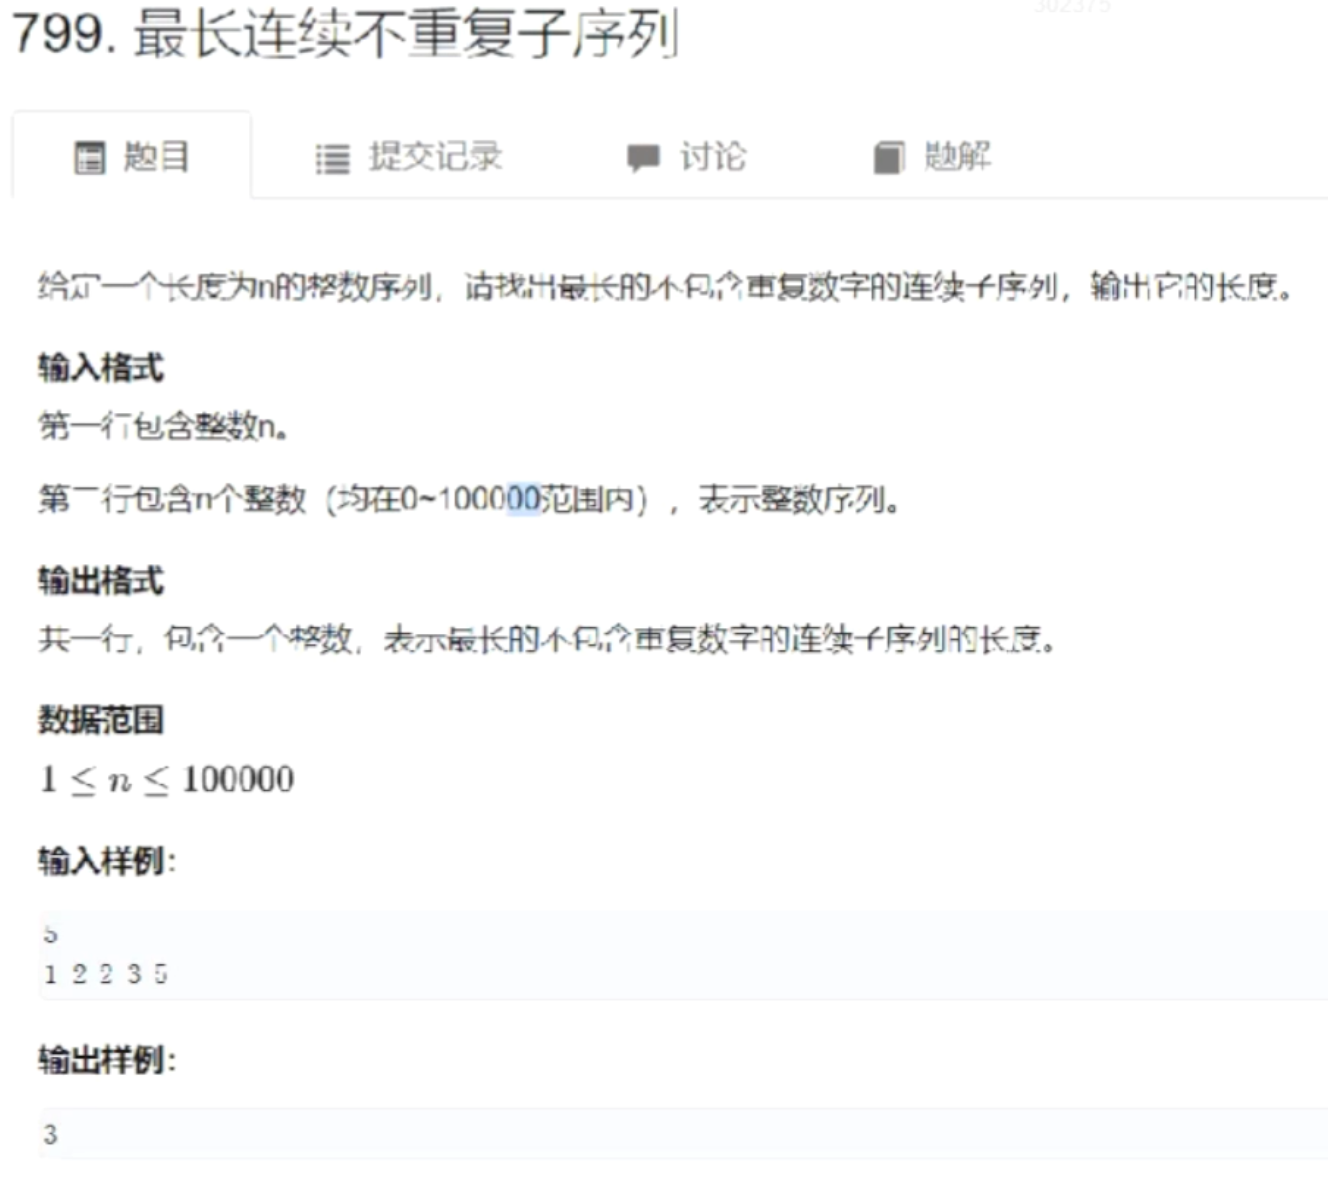 302375
799. 最长连续不重复子序列
题目 提交记录 讨论 题解
给定一个长度为n的整数序列，请找出最长的不包含重复数字的连续子序列，输出它的长度。
输入格式
第一行包含整数n。
第二行包含n个整数（均在0~100000范围内），表示整数序列。
输出格式
共一行，包含一个整数，表示最长的不包含重复数字的连续子序列的长度。
数据范围
1 ≤ n ≤ 100000
输入样例：
5
1 2 2 3 5
输出样例：
3